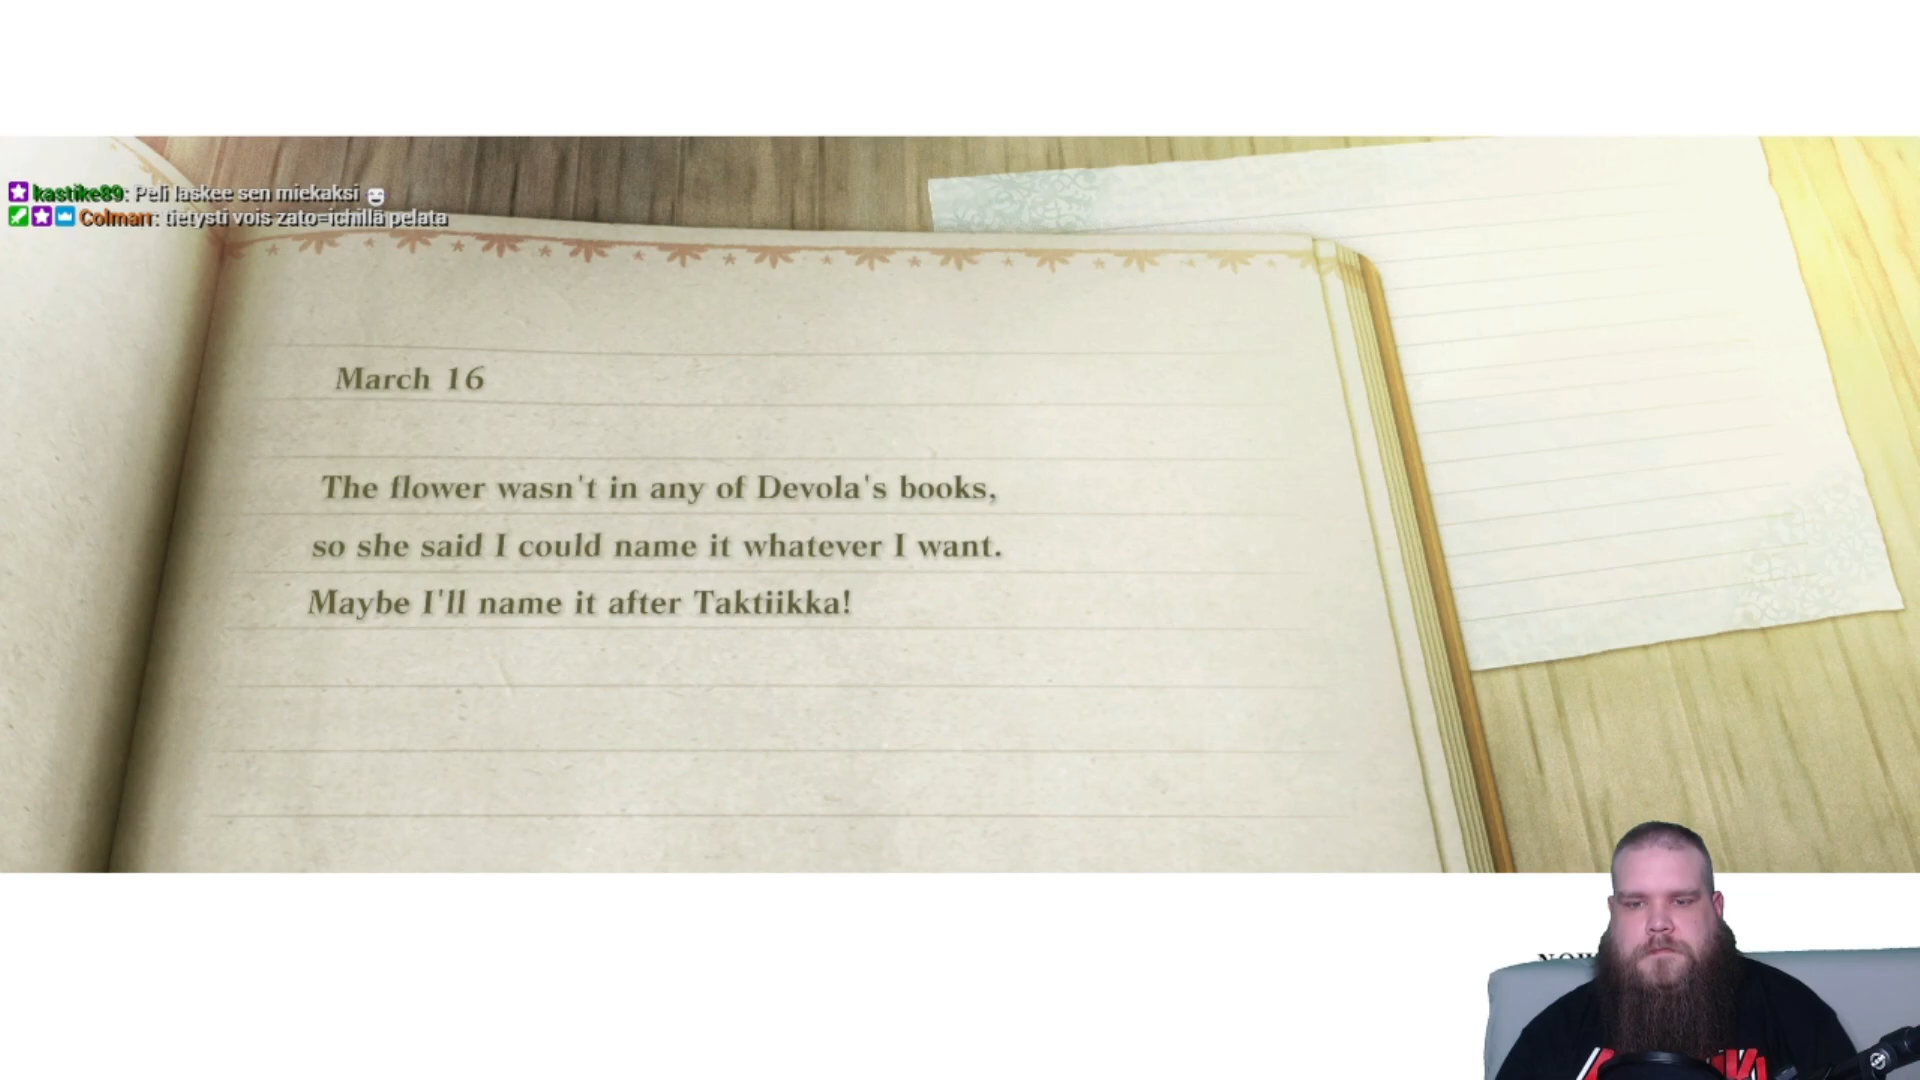 kastike89: Peli laskee sen miekaksi
Colmarr: tietysti vois zato=ichillä pelata
March 16
The flower wasn't in any of Devola's books,
so she said I could name it whatever I want.
Maybe I'll name it after Taktiikka!